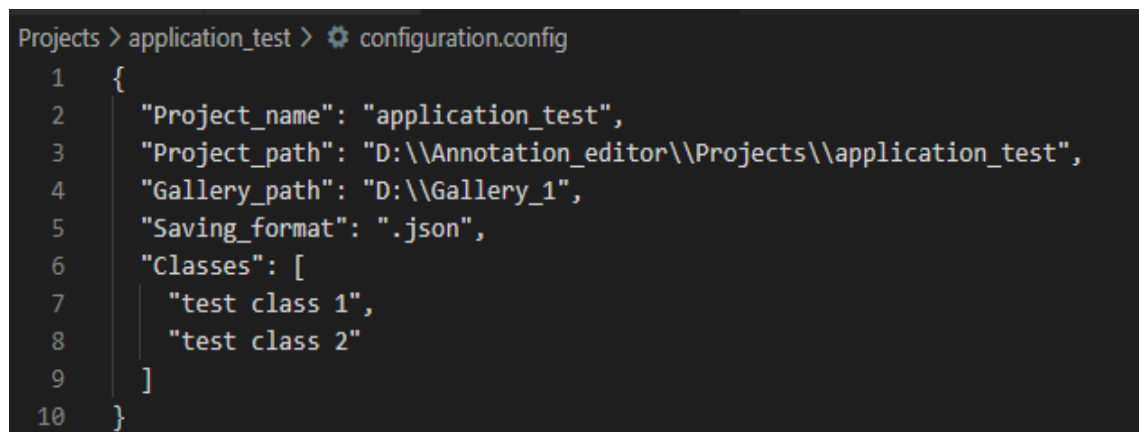 Projects > application_test > configuration.config
1 {
2 "Project_name": "application_test",
3 "Project_path": "D:\\Annotation_editor\\Projects\\application_test",
4 "Gallery_path": "D:\\Gallery_1",
5 "Saving_format": ".json",
6 "Classes": [
7 "test class 1",
8 "test class 2"
9 ]
10 }